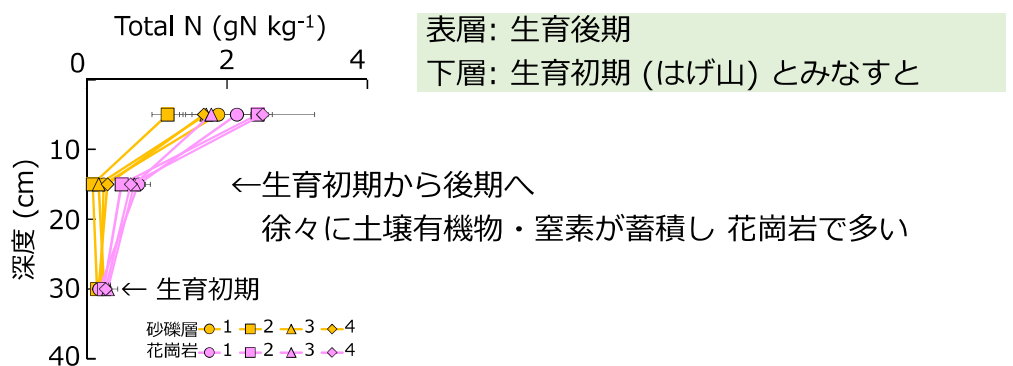 Total N (gN kg-1)
0 2 4
表層: 生育後期
下層: 生育初期 (はげ山) とみなすと
10
20
30
40
深度 (cm)
←生育初期から後期へ
徐々に土壌有機物・窒素が蓄積し 花崗岩で多い
← 生育初期
砂礫層 1 2 3 4
花崗岩 1 2 3 4